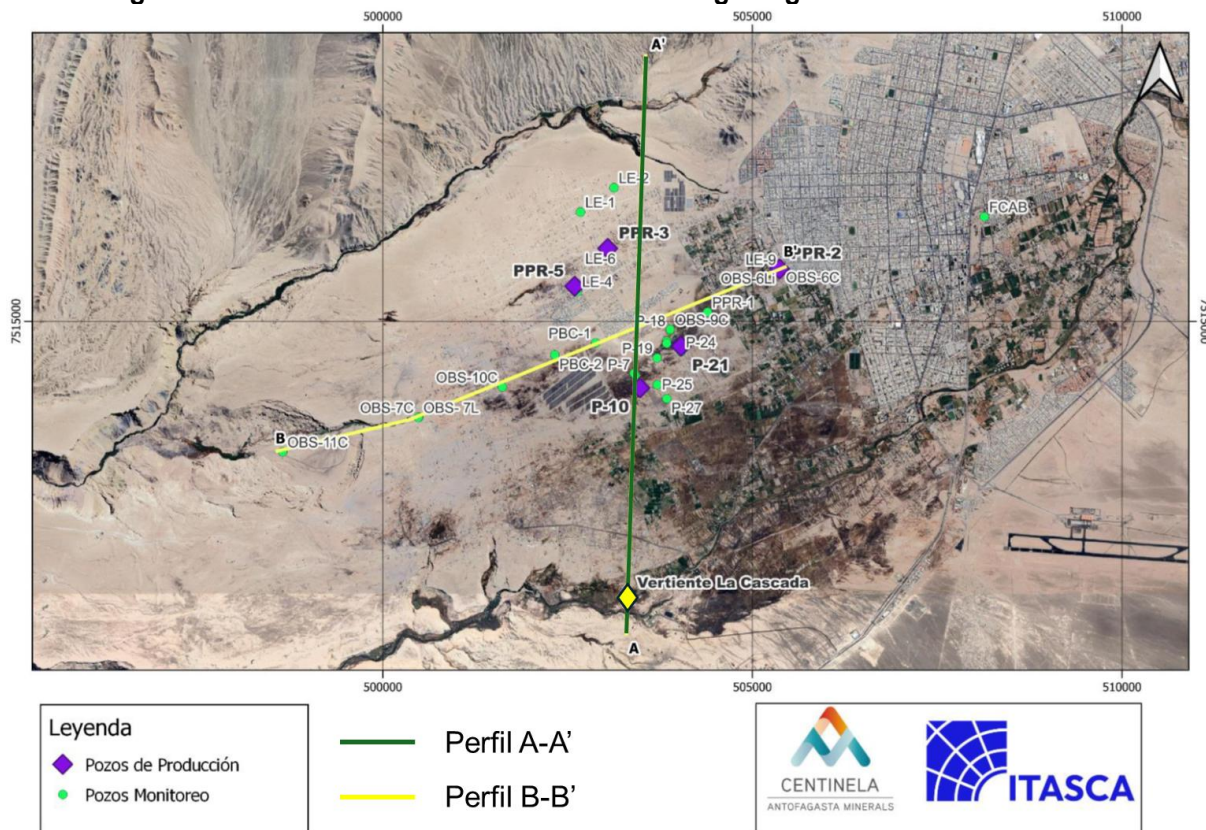 500000
505000
510000
A'
LE-2
LE-1
FCAB
PPR-3
LE-6
B'
PPR-2
LE-9
PPR-5
LE-4
OBS-6Li
OBS-6C
PPR-1
7515000
7515000
P-18
OBS-9C
PBC-1
P-19
P-24
PBC-2
P-7
P-21
OBS-10C
P-25
P-10
P-27
OBS-7C
OBS-7L
B
OBS-11C
Vertiente La Cascada
A
500000
505000
510000
Leyenda
Pozos de Producción
Pozos Monitoreo
Perfil A-A'
Perfil B-B'
CENTINELA
ANTOFAGASTA MINERALS
ITASCA